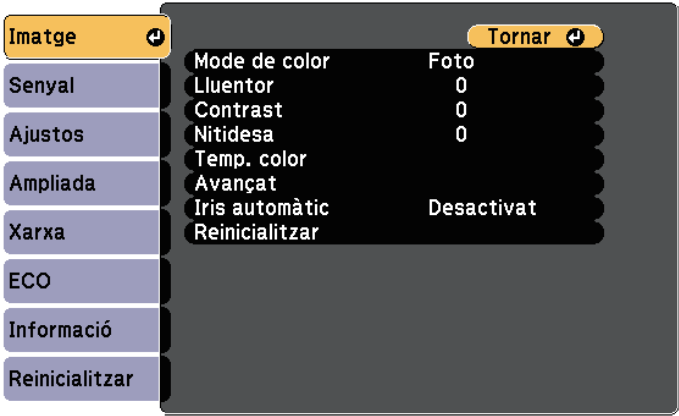 Imatge
Senyal
Ajustos
Ampliada
Xarxa
ECO
Informació
Reinicialitzar
Tornar
Mode de color Foto
Lluentor 0
Contrast 0
Nitidesa 0
Temp. color
Avançat
Iris automàtic Desactivat
Reinicialitzar